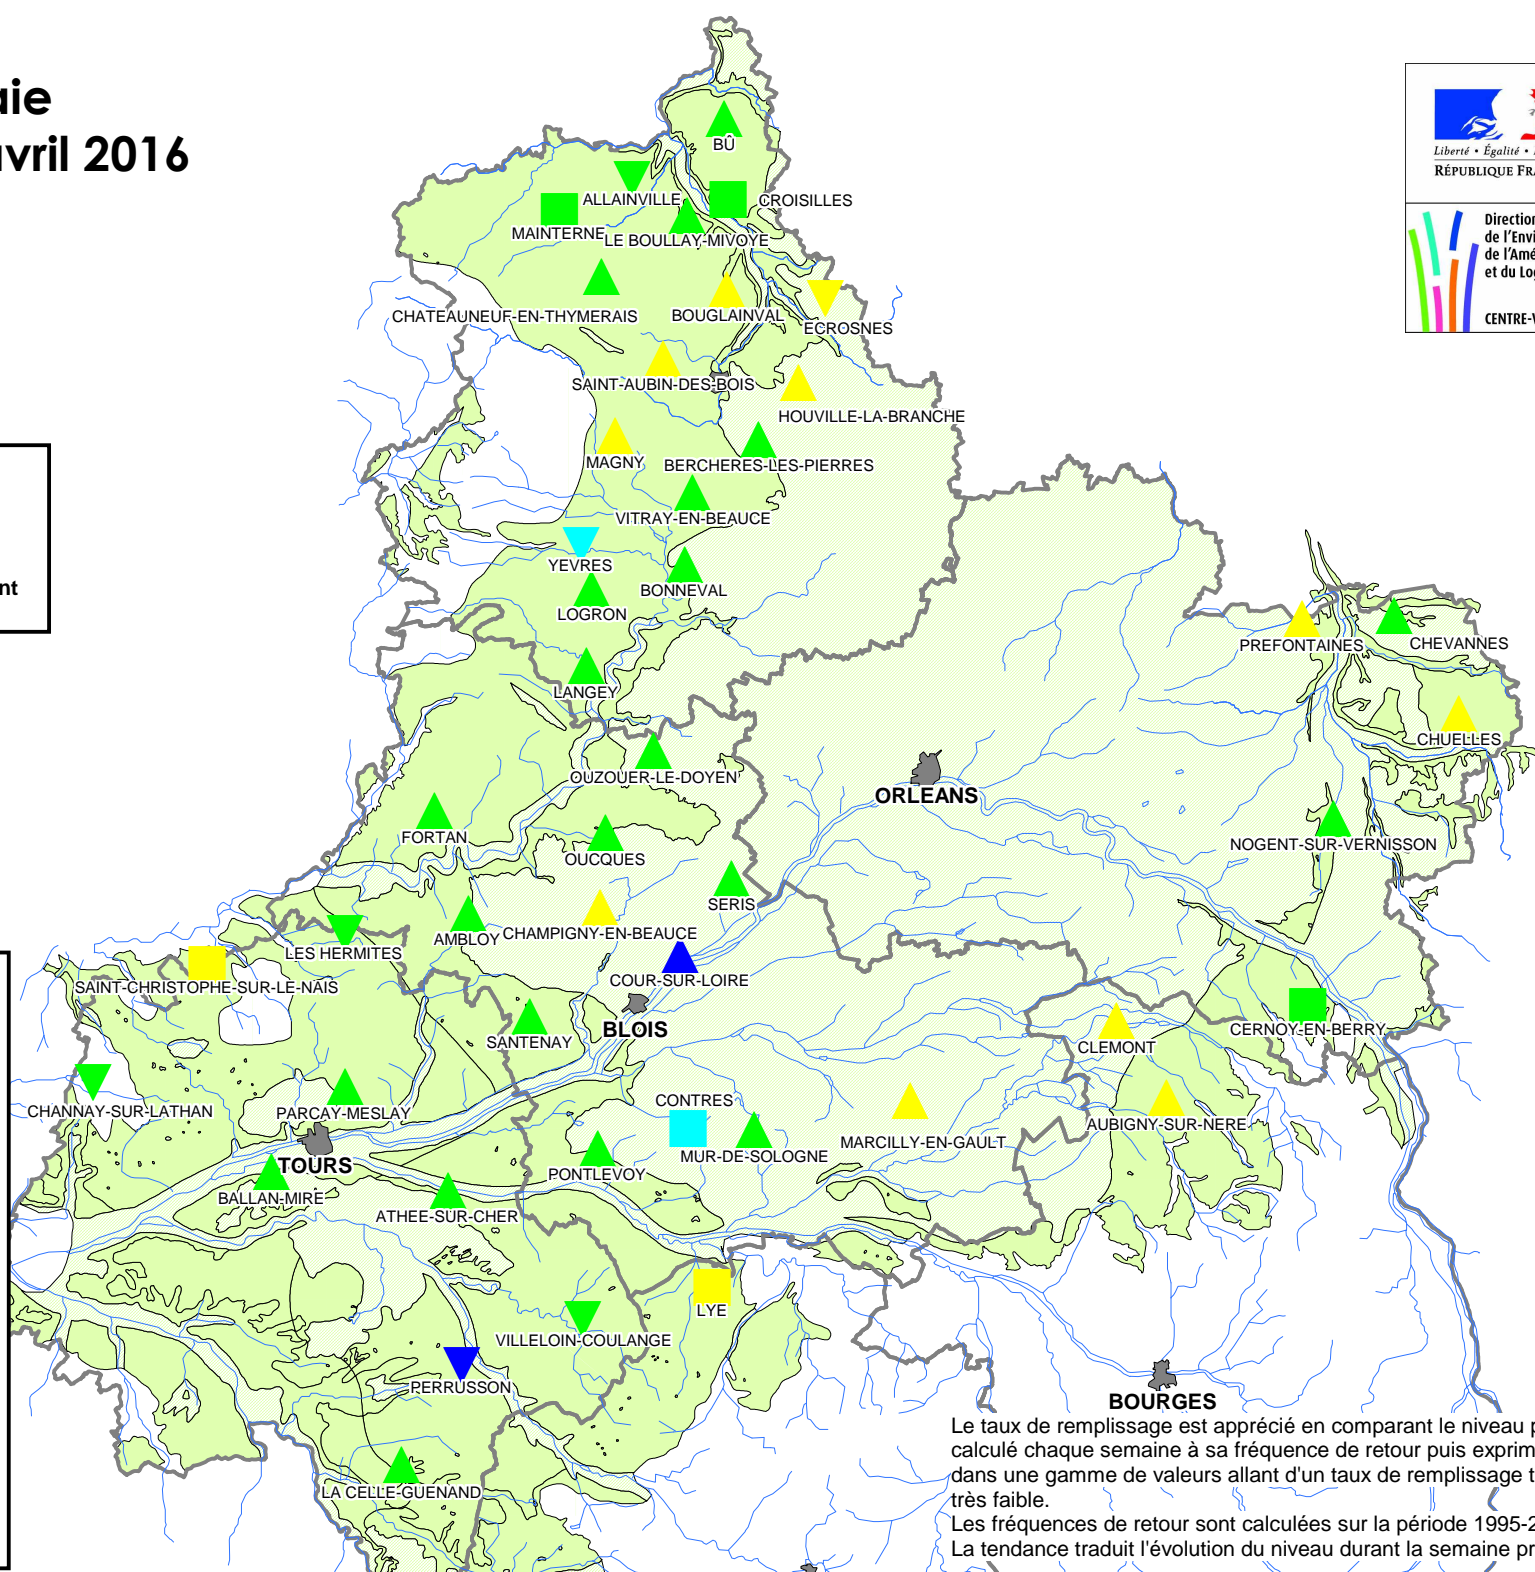 aie
avril 2016
Liberté • Égalité •
RÉPUBLIQUE FRA
Direction
de l'Envi
de l'Amé
et du Log
CENTRE-V
nt
BÛ
ALLAINVILLE
CROISILLES
MAINTERNE
LE BOULLAY-MIVOYE
CHATEAUNEUF-EN-THYMERAIS
BOUGLAINVAL
ECROSNES
SAINT-AUBIN-DES-BOIS
HOUVILLE-LA-BRANCHE
MAGNY
BERCHERES-LES-PIERRES
VITRAY-EN-BEAUCE
YEVRES
BONNEVAL
LOGRON
PREFONTAINES
CHEVANNES
LANGEY
CHUELLES
OUZOUER-LE-DOYEN
ORLEANS
FORTAN
OUCQUES
NOGENT-SUR-VERNISSON
SERIS
AMBLOY
CHAMPIGNY-EN-BEAUCE
LES HERMITES
COUR-SUR-LOIRE
SAINT-CHRISTOPHE-SUR-LE-NAIS
BLOIS
CERNOY-EN-BERRY
SANTENAY
CLEMONT
CONTRES
CHANNAY-SUR-LATHAN
PARCAY-MESLAY
AUBIGNY-SUR-NERE
MARCILLY-EN-GAULT
MUR-DE-SOLOGNE
TOURS
PONTLEVOY
BALLAN-MIRE
ATHEE-SUR-CHER
LYE
VILLELOIN-COULANGE
PERRUSSON
BOURGES
LA CELLE-GUENAND
Le taux de remplissage est apprécié en comparant le niveau p
calculé chaque semaine à sa fréquence de retour puis exprim
dans une gamme de valeurs allant d'un taux de remplissage t
très faible.
Les fréquences de retour sont calculées sur la période 1995-2
La tendance traduit l'évolution du niveau durant la semaine pr